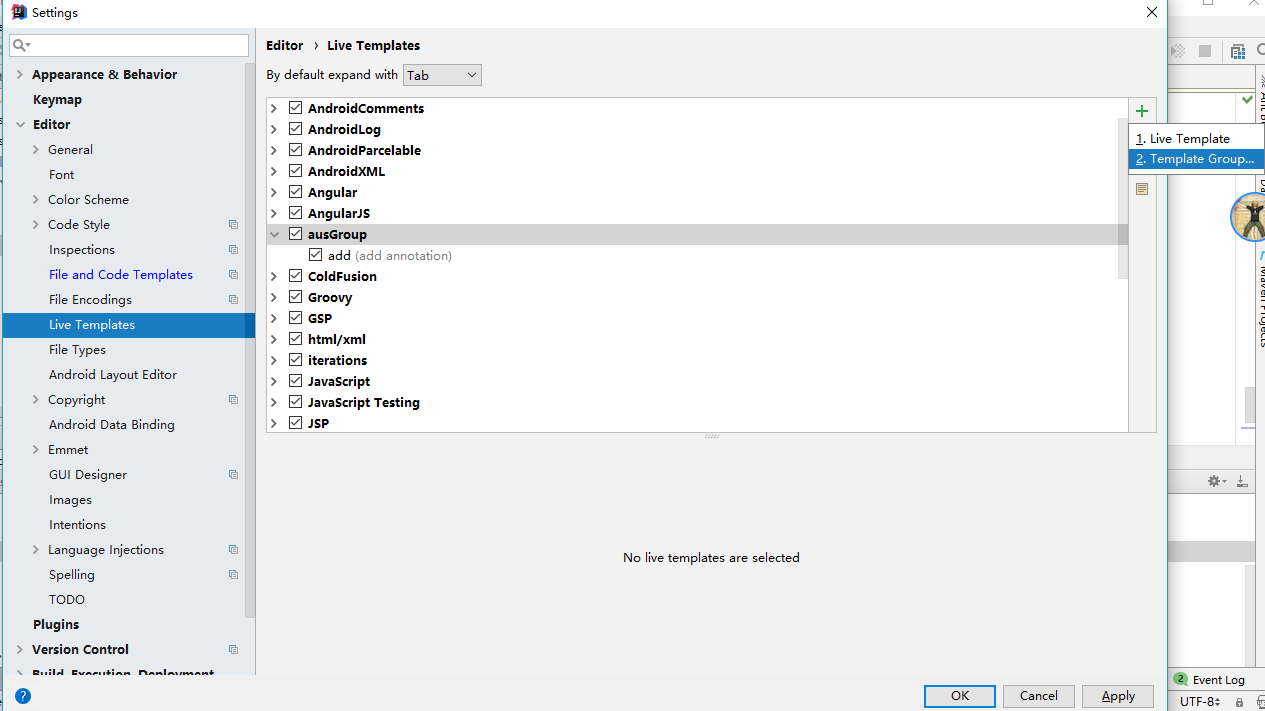 Settings
Editor › Live Templates
By default expand with Tab
Appearance & Behavior
Keymap
Editor
General
Font
Color Scheme
Code Style
Inspections
File and Code Templates
File Encodings
Live Templates
File Types
Android Layout Editor
Copyright
Android Data Binding
Emmet
GUI Designer
Images
Intentions
Language Injections
Spelling
TODO
Plugins
Version Control
Build, Execution, Deployment
AndroidComments
AndroidLog
AndroidParcelable
AndroidXML
Angular
AngularJS
ausGroup
add (add annotation)
ColdFusion
Groovy
GSP
html/xml
iterations
JavaScript
JavaScript Testing
JSP
1. Live Template
2. Template Group...
No live templates are selected
OK
Cancel
Apply
Maven Projects
2 Event Log
UTF-8